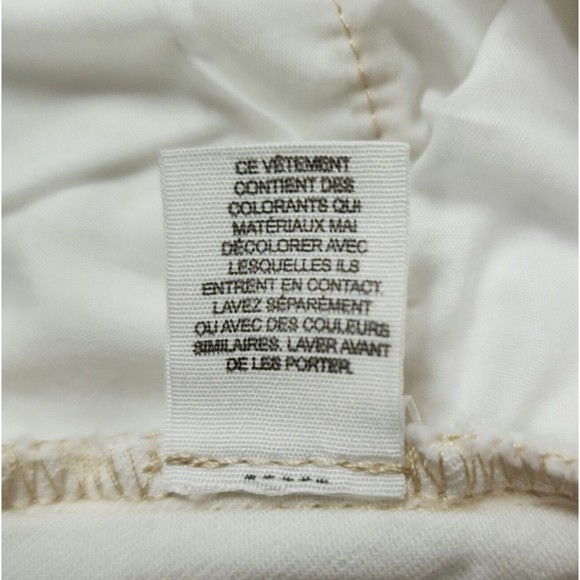 CE VÊTEMENT
CONTIENT DES
COLORANTS QUI
MATÉRIAUX MAI
DÉCOLORER AVEC
LESQUELLES ILS
ENTRENT EN CONTACT.
LAVEZ SÉPARÉMENT
OU AVEC DES COULEURS
SIMILAIRES. LAVER AVANT
DE LES PORTER.